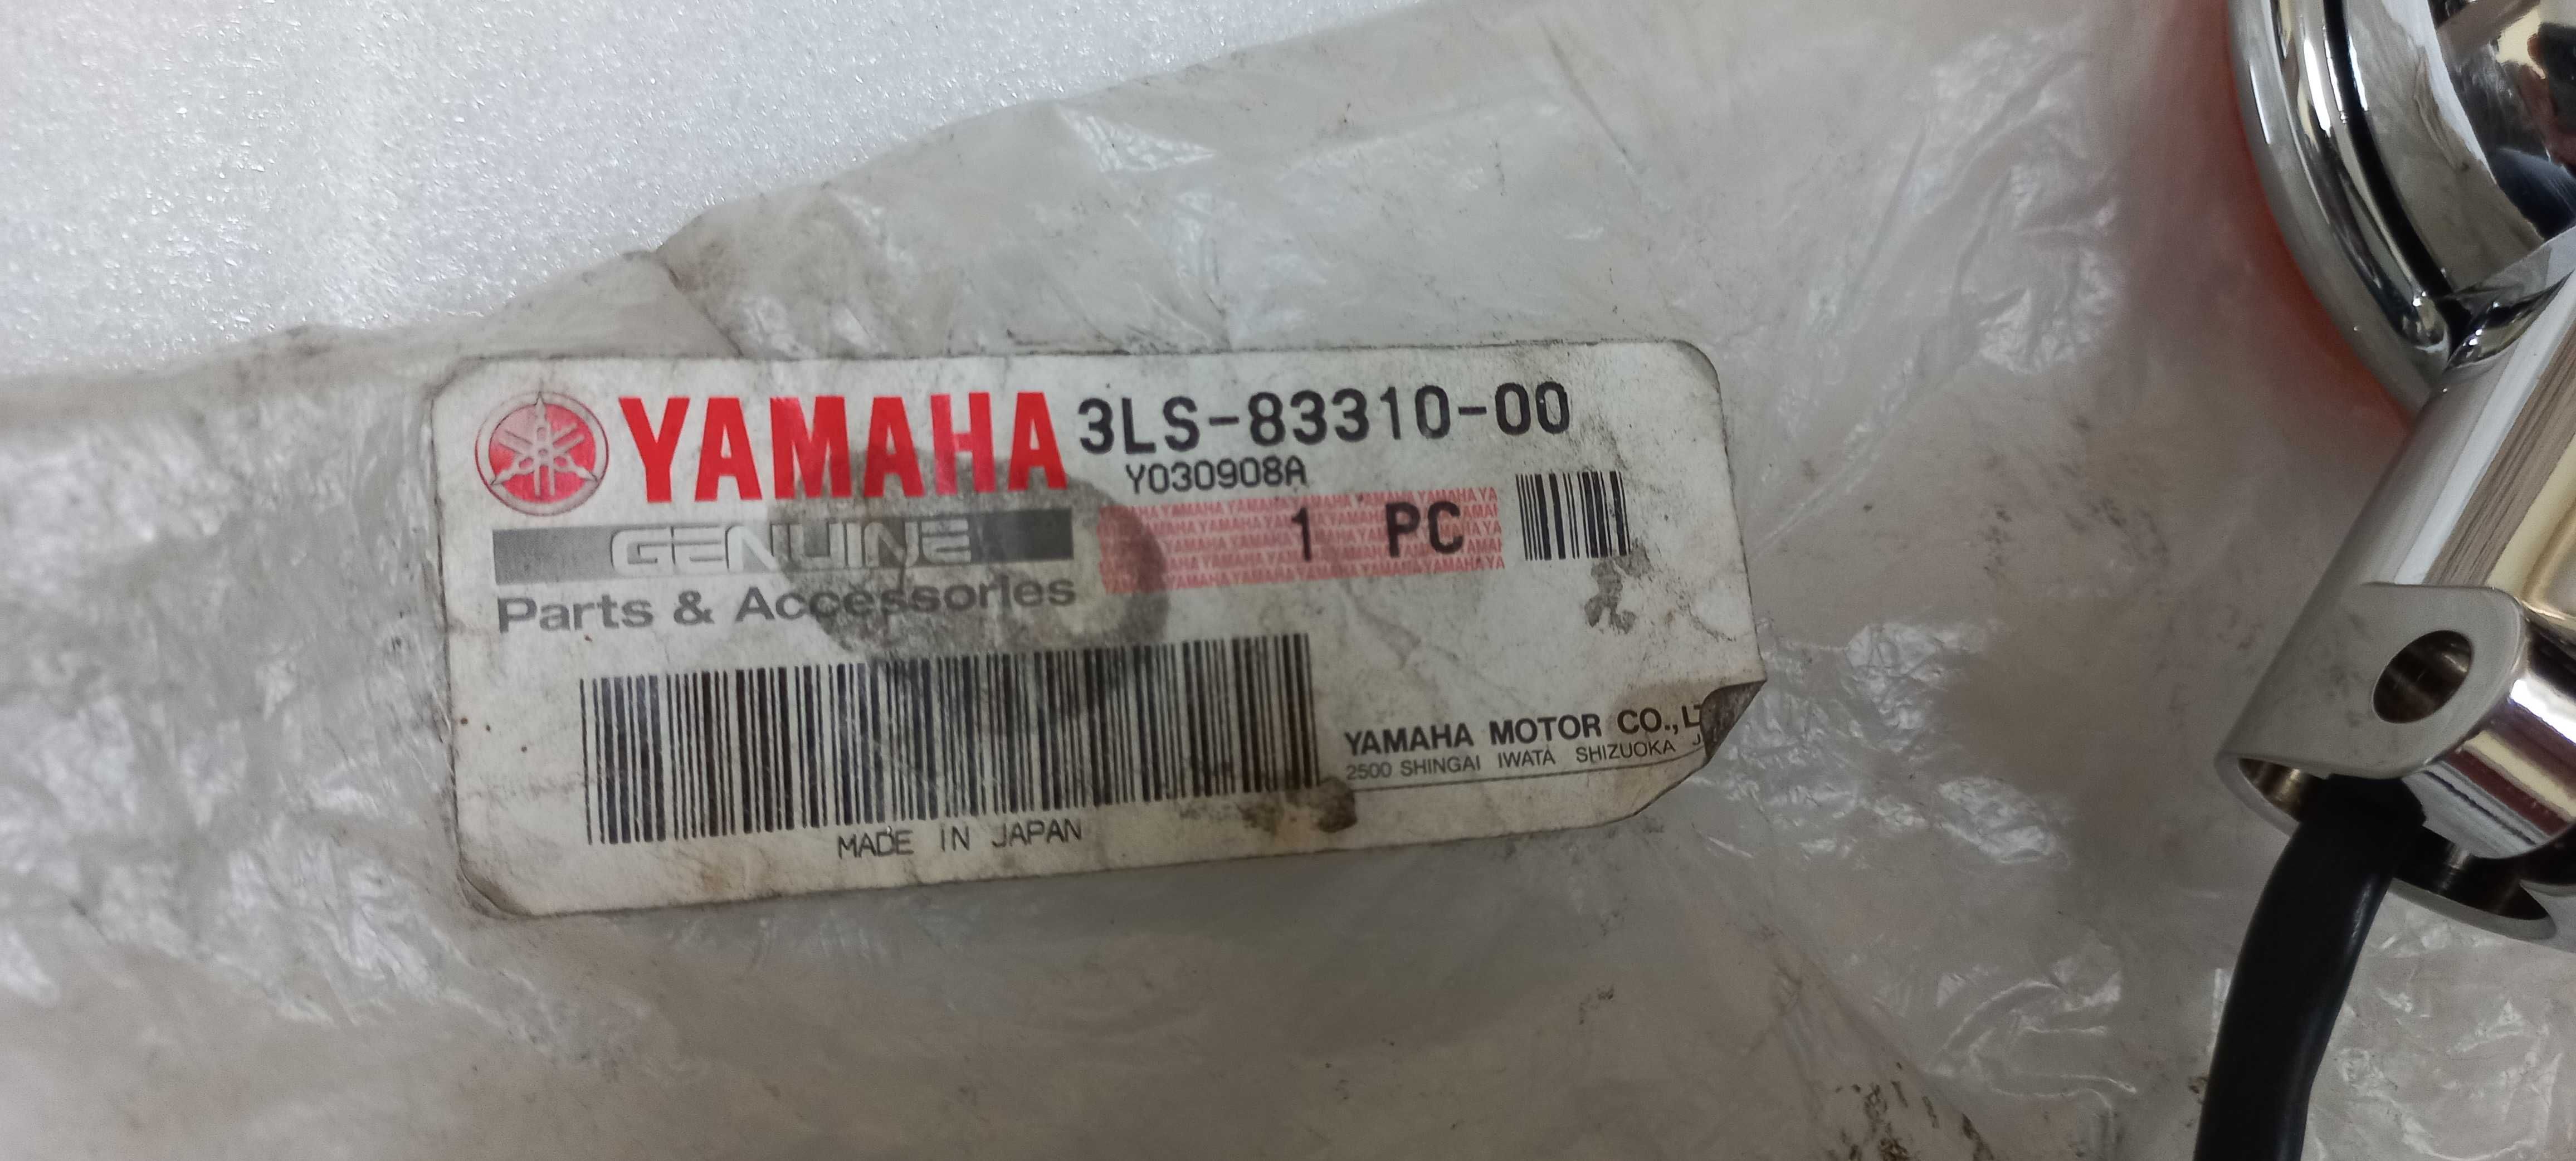 YAMAHA 3LS-83310-00
Y030908A
GENUINE
1 PC
Parts & Accessories
YAMAHA MOTOR CO.,
2500 SHINGAI IWATA SHIZUOKA
MADE IN JAPAN